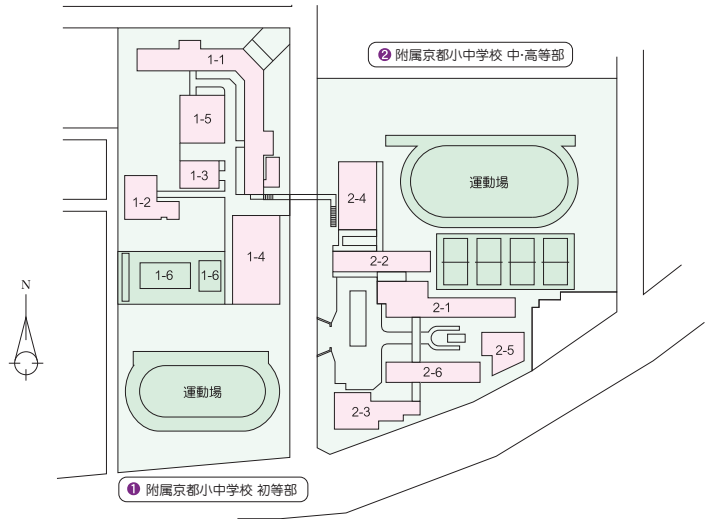 ❷ 附属京都小中学校 中・高等部
1-1
1-5
1-3
1-2
1-4
1-6
1-6
運動場
2-4
2-2
2-1
2-5
2-6
2-3
N
運動場
❶ 附属京都小中学校 初等部